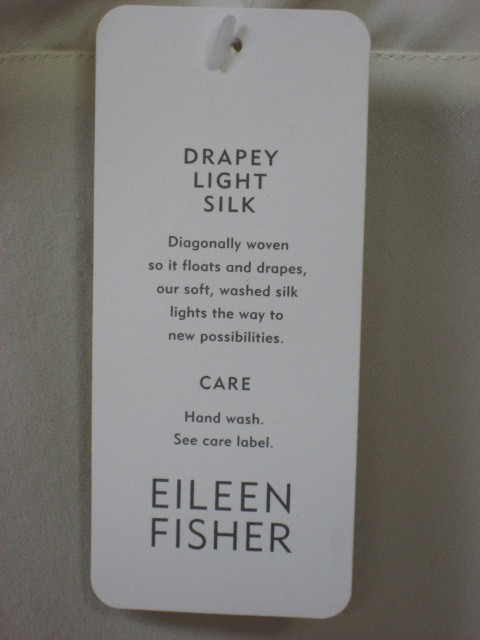 DRAPEY
LIGHT
SILK
Diagonally woven
so it floats and drapes,
our soft, washed silk
lights the way to
new possibilities.
CARE
Hand wash.
See care label.
EILEEN
FISHER